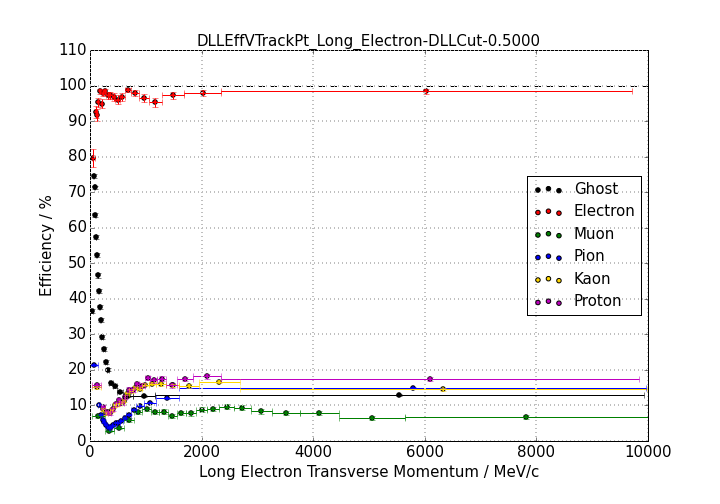 DLLEffVTrackPt_Long_Electron-DLLCut-0.5000
110
100
90
80
70
60
50
40
30
20
10
0
Efficiency / %
Ghost
Electron
Muon
Pion
Kaon
Proton
0 2000 4000 6000 8000 10000
Long Electron Transverse Momentum / MeV/c